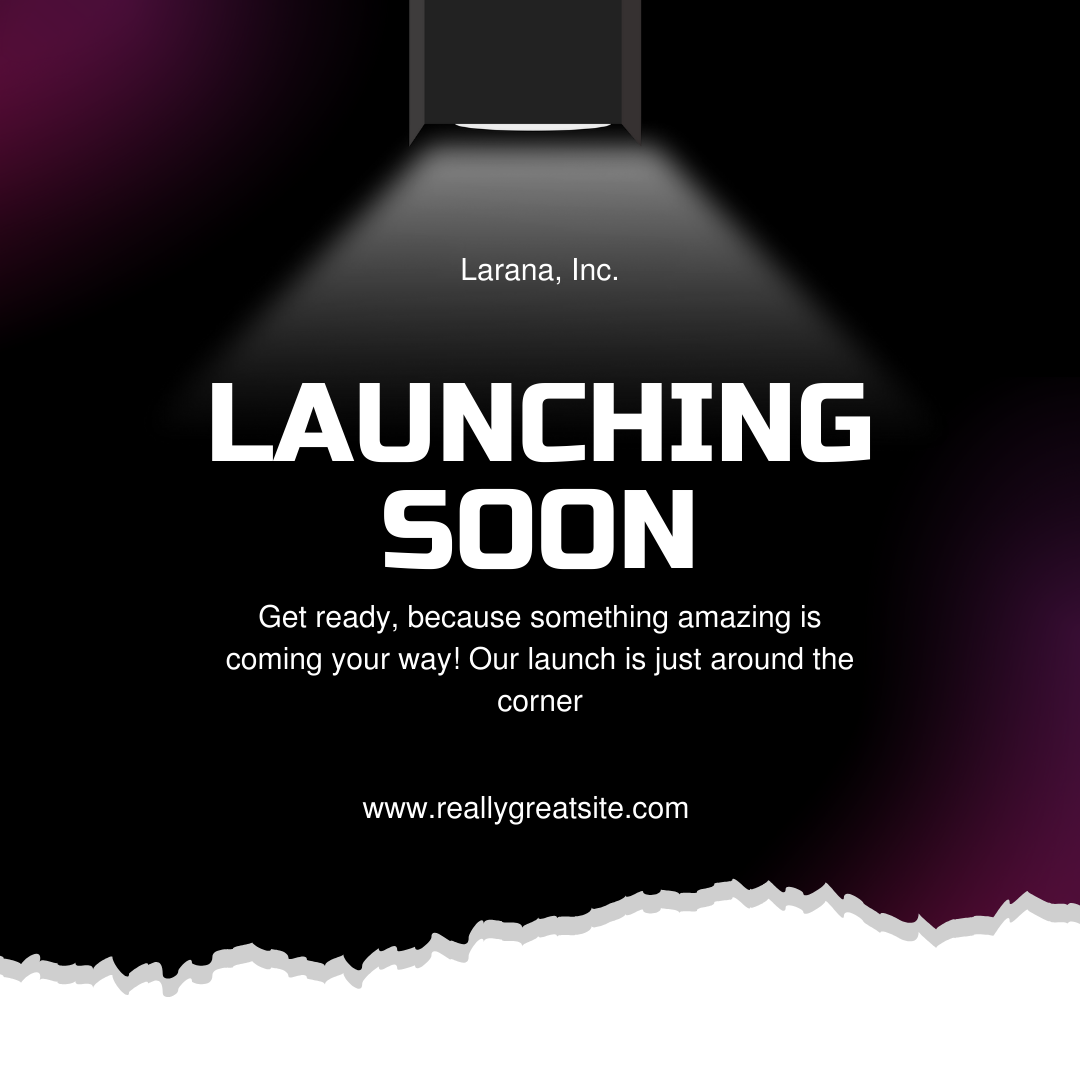 Larana, Inc.
LAUNCHING
SOON
Get ready, because something amazing is
coming your way! Our launch is just around the
corner
www.reallygreatsite.com